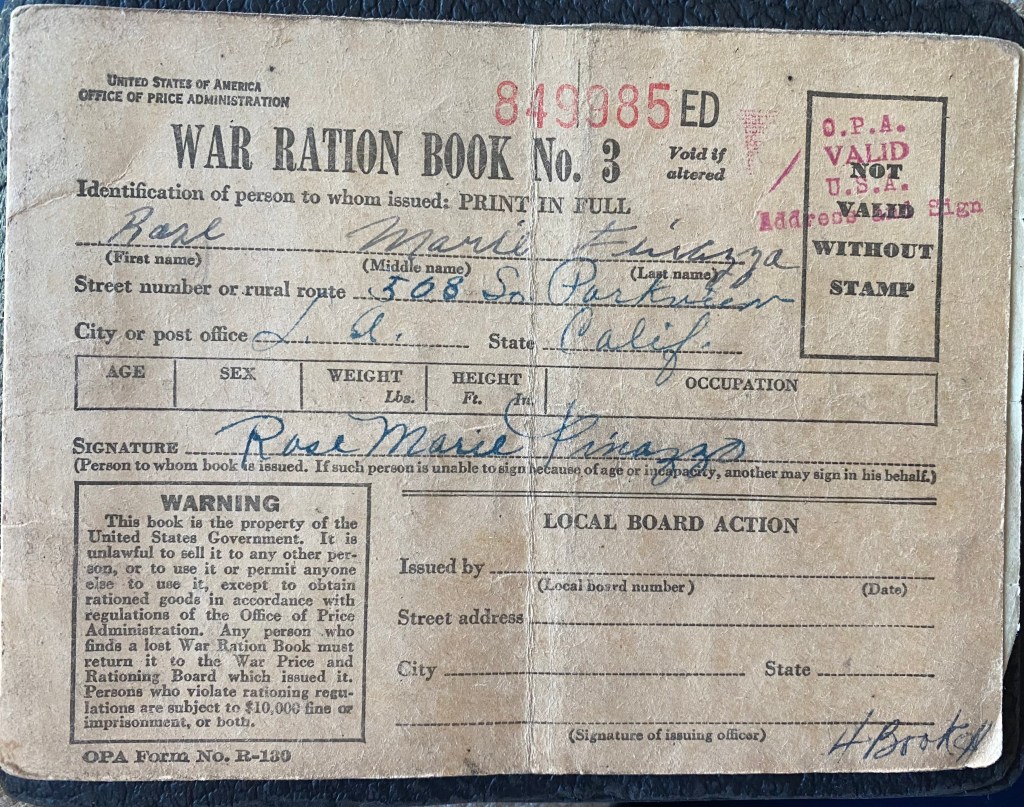 UNITED STATES OF AMERICA
OFFICE OF PRICE ADMINISTRATION
849985 ED
WAR RATION BOOK No. 3
Void if
altered
O.P.A.
VALID
U.S.A.
Address and Sign
NOT
VALID
WITHOUT
STAMP
Identification of person to whom issued: PRINT IN FULL
Rose Marie Finazzo
(First name) (Middle name) (Last name)
Street number or rural route 508 So Parkview
City or post office L. A. State Calif.
AGE SEX WEIGHT HEIGHT OCCUPATION
Lbs. Ft. In.
SIGNATURE Rose Marie Finazzo
(Person to whom book is issued. If such person is unable to sign because of age or incapacity, another may sign in his behalf.)
WARNING
This book is the property of the
United States Government. It is
unlawful to sell it to any other per-
son, or to use it or permit anyone
else to use it, except to obtain
rationed goods in accordance with
regulations of the Office of Price
Administration. Any person who
finds a lost War Ration Book must
return it to the War Price and
Rationing Board which issued it.
Persons who violate rationing regu-
lations are subject to $10,000 fine or
imprisonment, or both.
OPA Form No. R-130
LOCAL BOARD ACTION
Issued by
(Local board number) (Date)
Street address
City State
(Signature of issuing officer)
4 Book